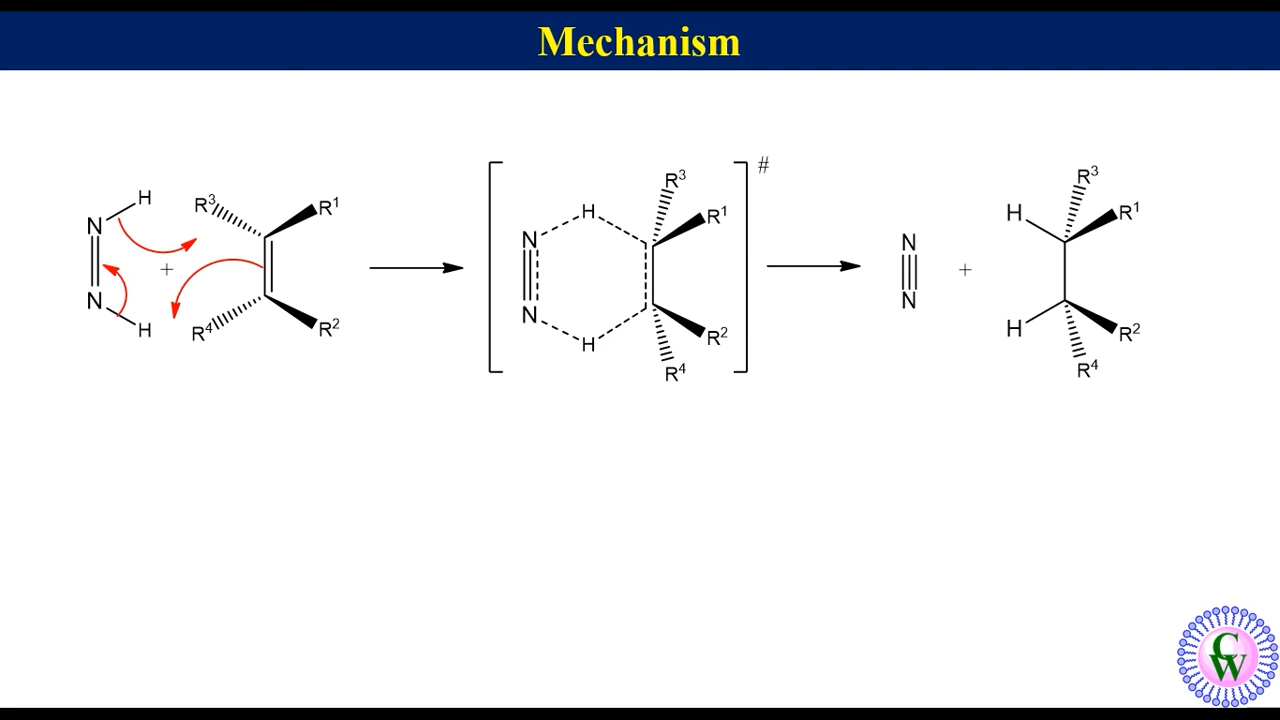 Mechanism
H N N H + R³ R¹ R⁴ R² N N H H R³ R¹ R² R⁴ # N N + H H R³ R¹ R² R⁴
CW